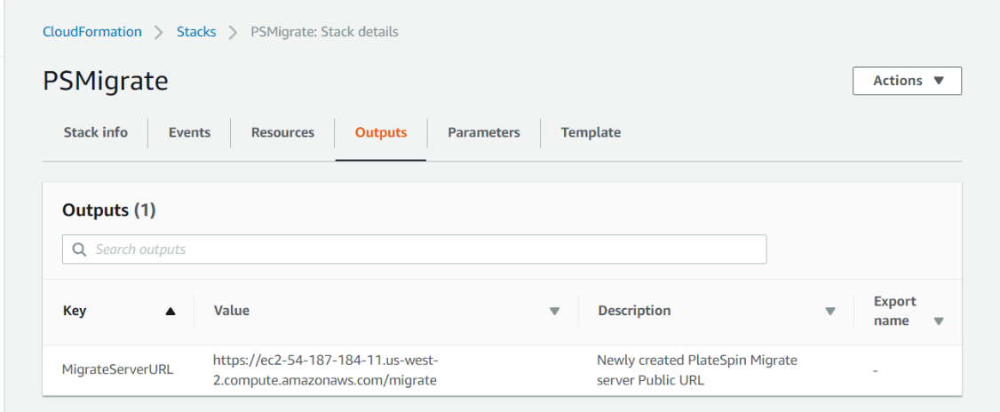 CloudFormation > Stacks > PSMigrate: Stack details
PSMigrate
Actions
Stack info Events Resources Outputs Parameters Template
Outputs (1)
Search outputs
Key Value Description Export name
MigrateServerURL https://ec2-54-187-184-11.us-west-
2.compute.amazonaws.com/migrate
Newly created PlateSpin Migrate
server Public URL
-